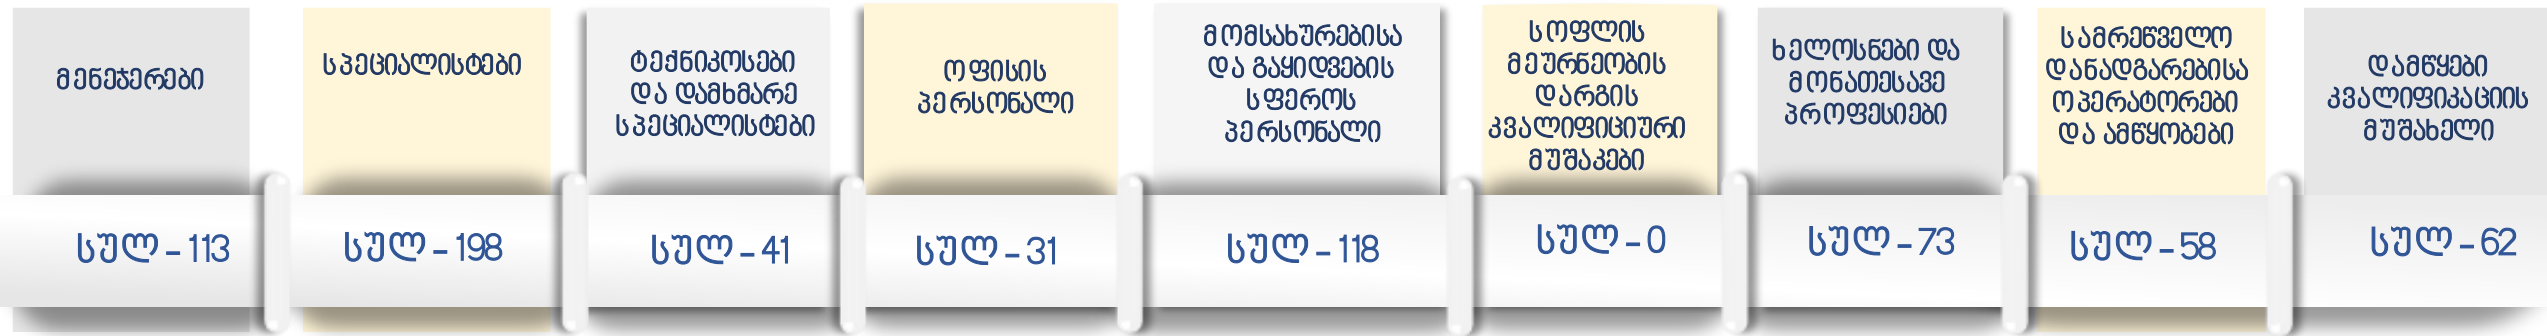 მენეჯერები
სულ – 113
სპეციალისტები
სულ – 198
ტექნიკოსები
და დამხმარე
სპეციალისტები
სულ – 41
ოფისის
პერსონალი
სულ – 31
მომსახურებისა
და გაყიდვების
სფეროს
პერსონალი
სულ – 118
სოფლის
მეურნეობის
დარგის
კვალიფიციური
მუშაკები
სულ – 0
ხელოსნები და
მონათესავე
პროფესიები
სულ – 73
სამრეწველო
დანადგარებისა
ოპერატორები
და ამწყობები
სულ – 58
დამწყები
კვალიფიკაციის
მუშახელი
სულ – 62